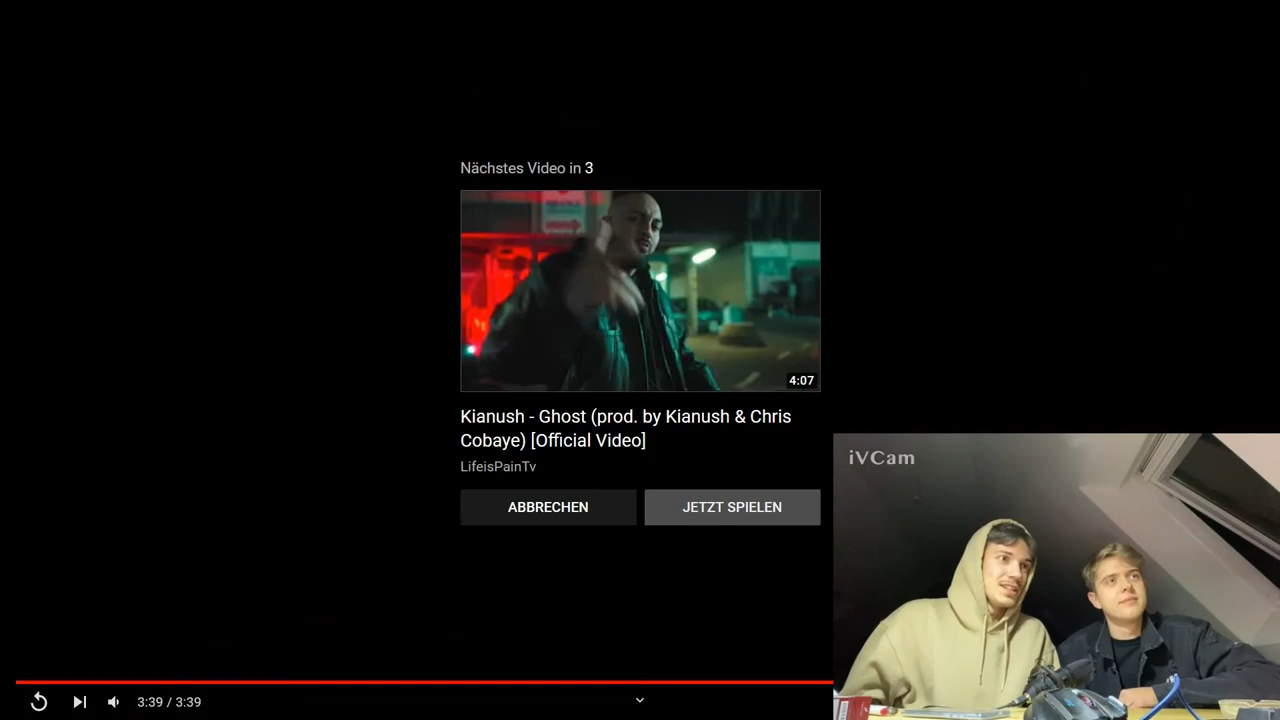 Nächstes Video in 3
4:07
Kianush - Ghost (prod. by Kianush & Chris
Cobaye) [Official Video]
LifeisPainTv
ABBRECHEN
JETZT SPIELEN
iVCam
3:39 / 3:39